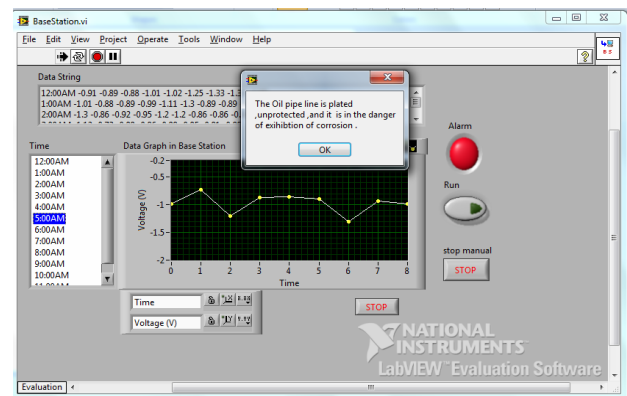 BaseStation.vi
File Edit View Project Operate Tools Window Help
Data String
12:00AM -0.91 -0.89 -0.88 -1.01 -1.02 -1.25 -1.33 -1.3
1:00AM -1.01 -0.88 -0.89 -0.99 -1.11 -1.3 -0.89 -0.89
2:00AM -1.3 -0.86 -0.92 -0.95 -1.2 -1.2 -0.86 -0.86 -0.
The Oil pipe line is plated
,unprotected ,and it is in the danger
of exihibtion of corrosion .
OK
Alarm
Time
12:00AM
1:00AM
2:00AM
3:00AM
4:00AM
5:00AM
6:00AM
7:00AM
8:00AM
9:00AM
10:00AM
Data Graph in Base Station
Voltage (V)
-0.2
-0.5
-1
-1.5
-2
0 1 2 3 4 5 6 7 8
Time
Run
stop manual
STOP
Time
Voltage (V)
STOP
NATIONAL
INSTRUMENTS
LabVIEW Evaluation Software
Evaluation